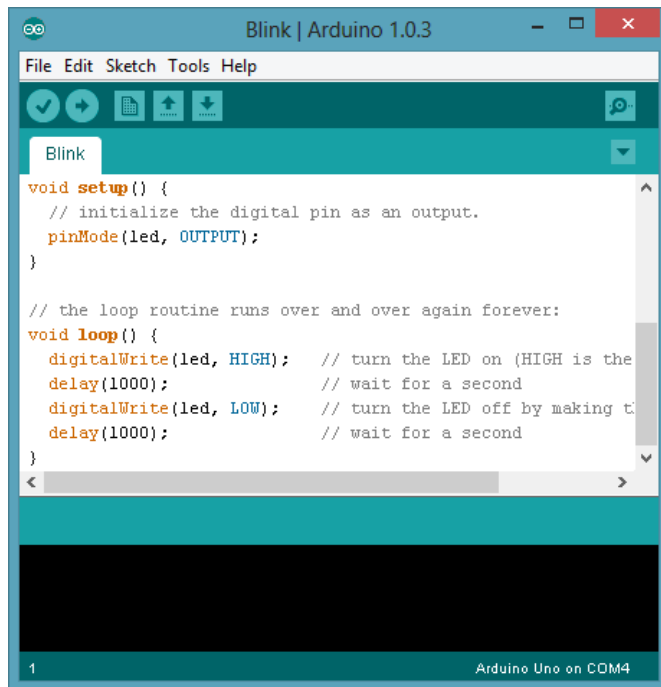 Blink | Arduino 1.0.3
File Edit Sketch Tools Help
Blink
void setup() {
  // initialize the digital pin as an output.
  pinMode(led, OUTPUT);
}

// the loop routine runs over and over again forever:
void loop() {
  digitalWrite(led, HIGH);   // turn the LED on (HIGH is the
  delay(1000);               // wait for a second
  digitalWrite(led, LOW);    // turn the LED off by making
  delay(1000);               // wait for a second
}
1
Arduino Uno on COM4